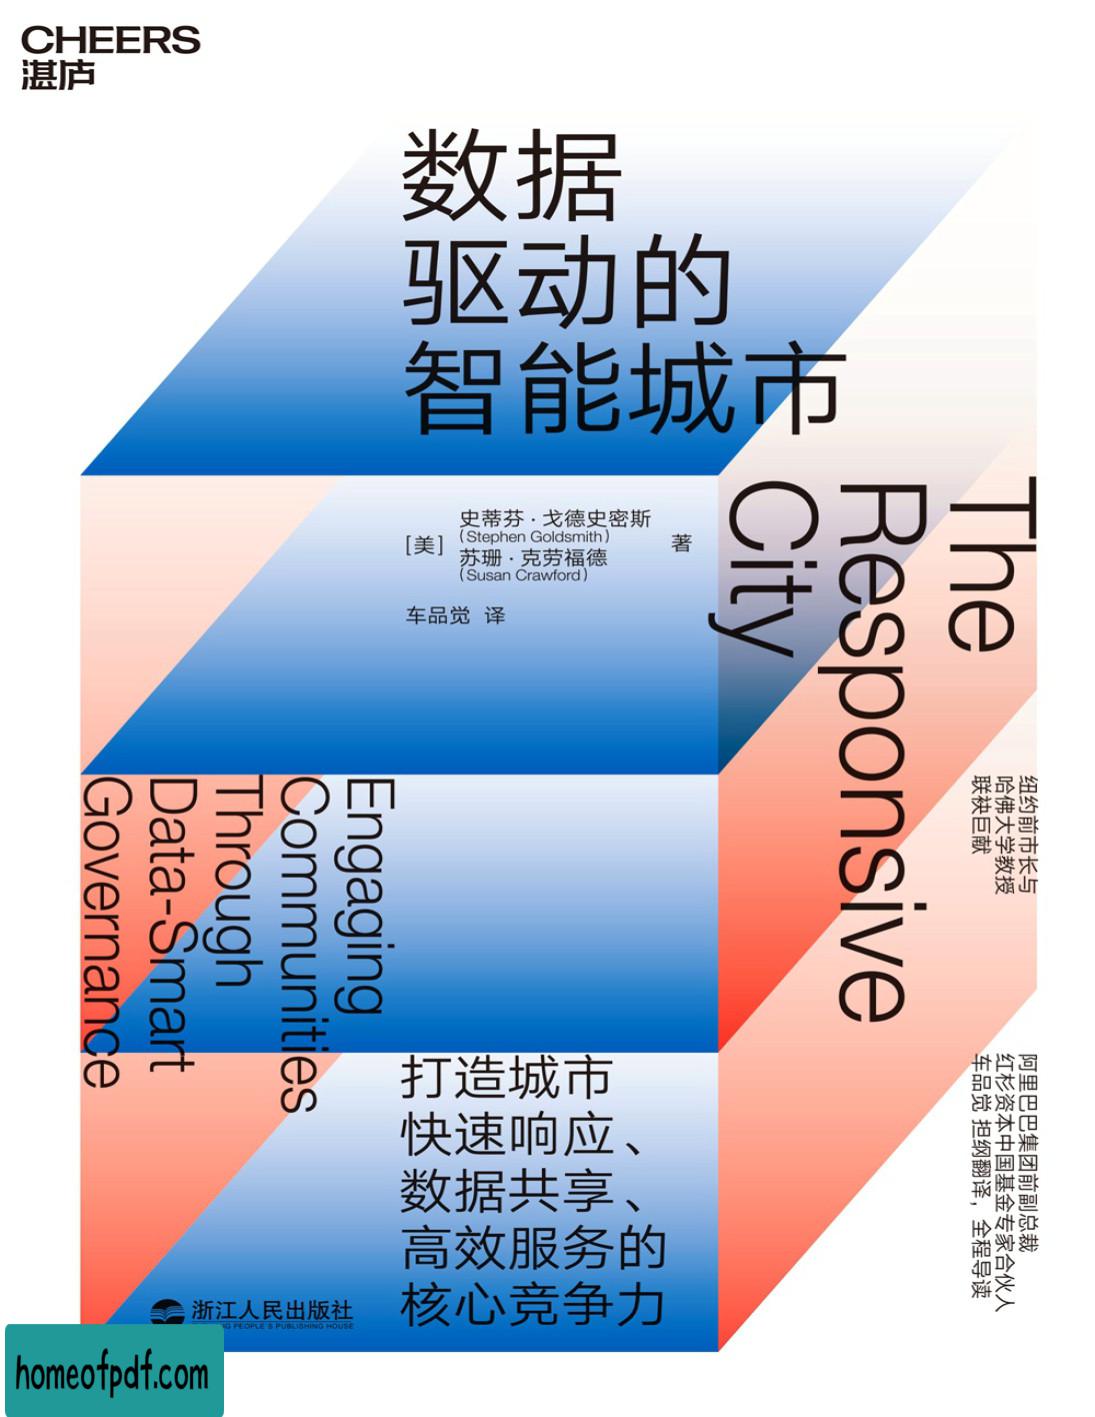 CHEERS
湛庐
数据
驱动的
智能城市
The
Responsive
City
[美]
史蒂芬·戈德史密斯
(Stephen Goldsmith)
苏珊·克劳福德
(Susan Crawford)
著
车品觉 译
Engaging
Communities
Through
Data-Smart
Governance
纽约前市长与
哈佛大学教授
联袂巨献
打造城市
快速响应、
数据共享、
高效服务的
核心竞争力
阿里巴巴集团前副总裁
红杉资本中国基金专家合伙人
车品觉 担纲翻译，全程导读
浙江人民出版社
PEOPLE'S PUBLISHING HOUSE
homeofpdf.com